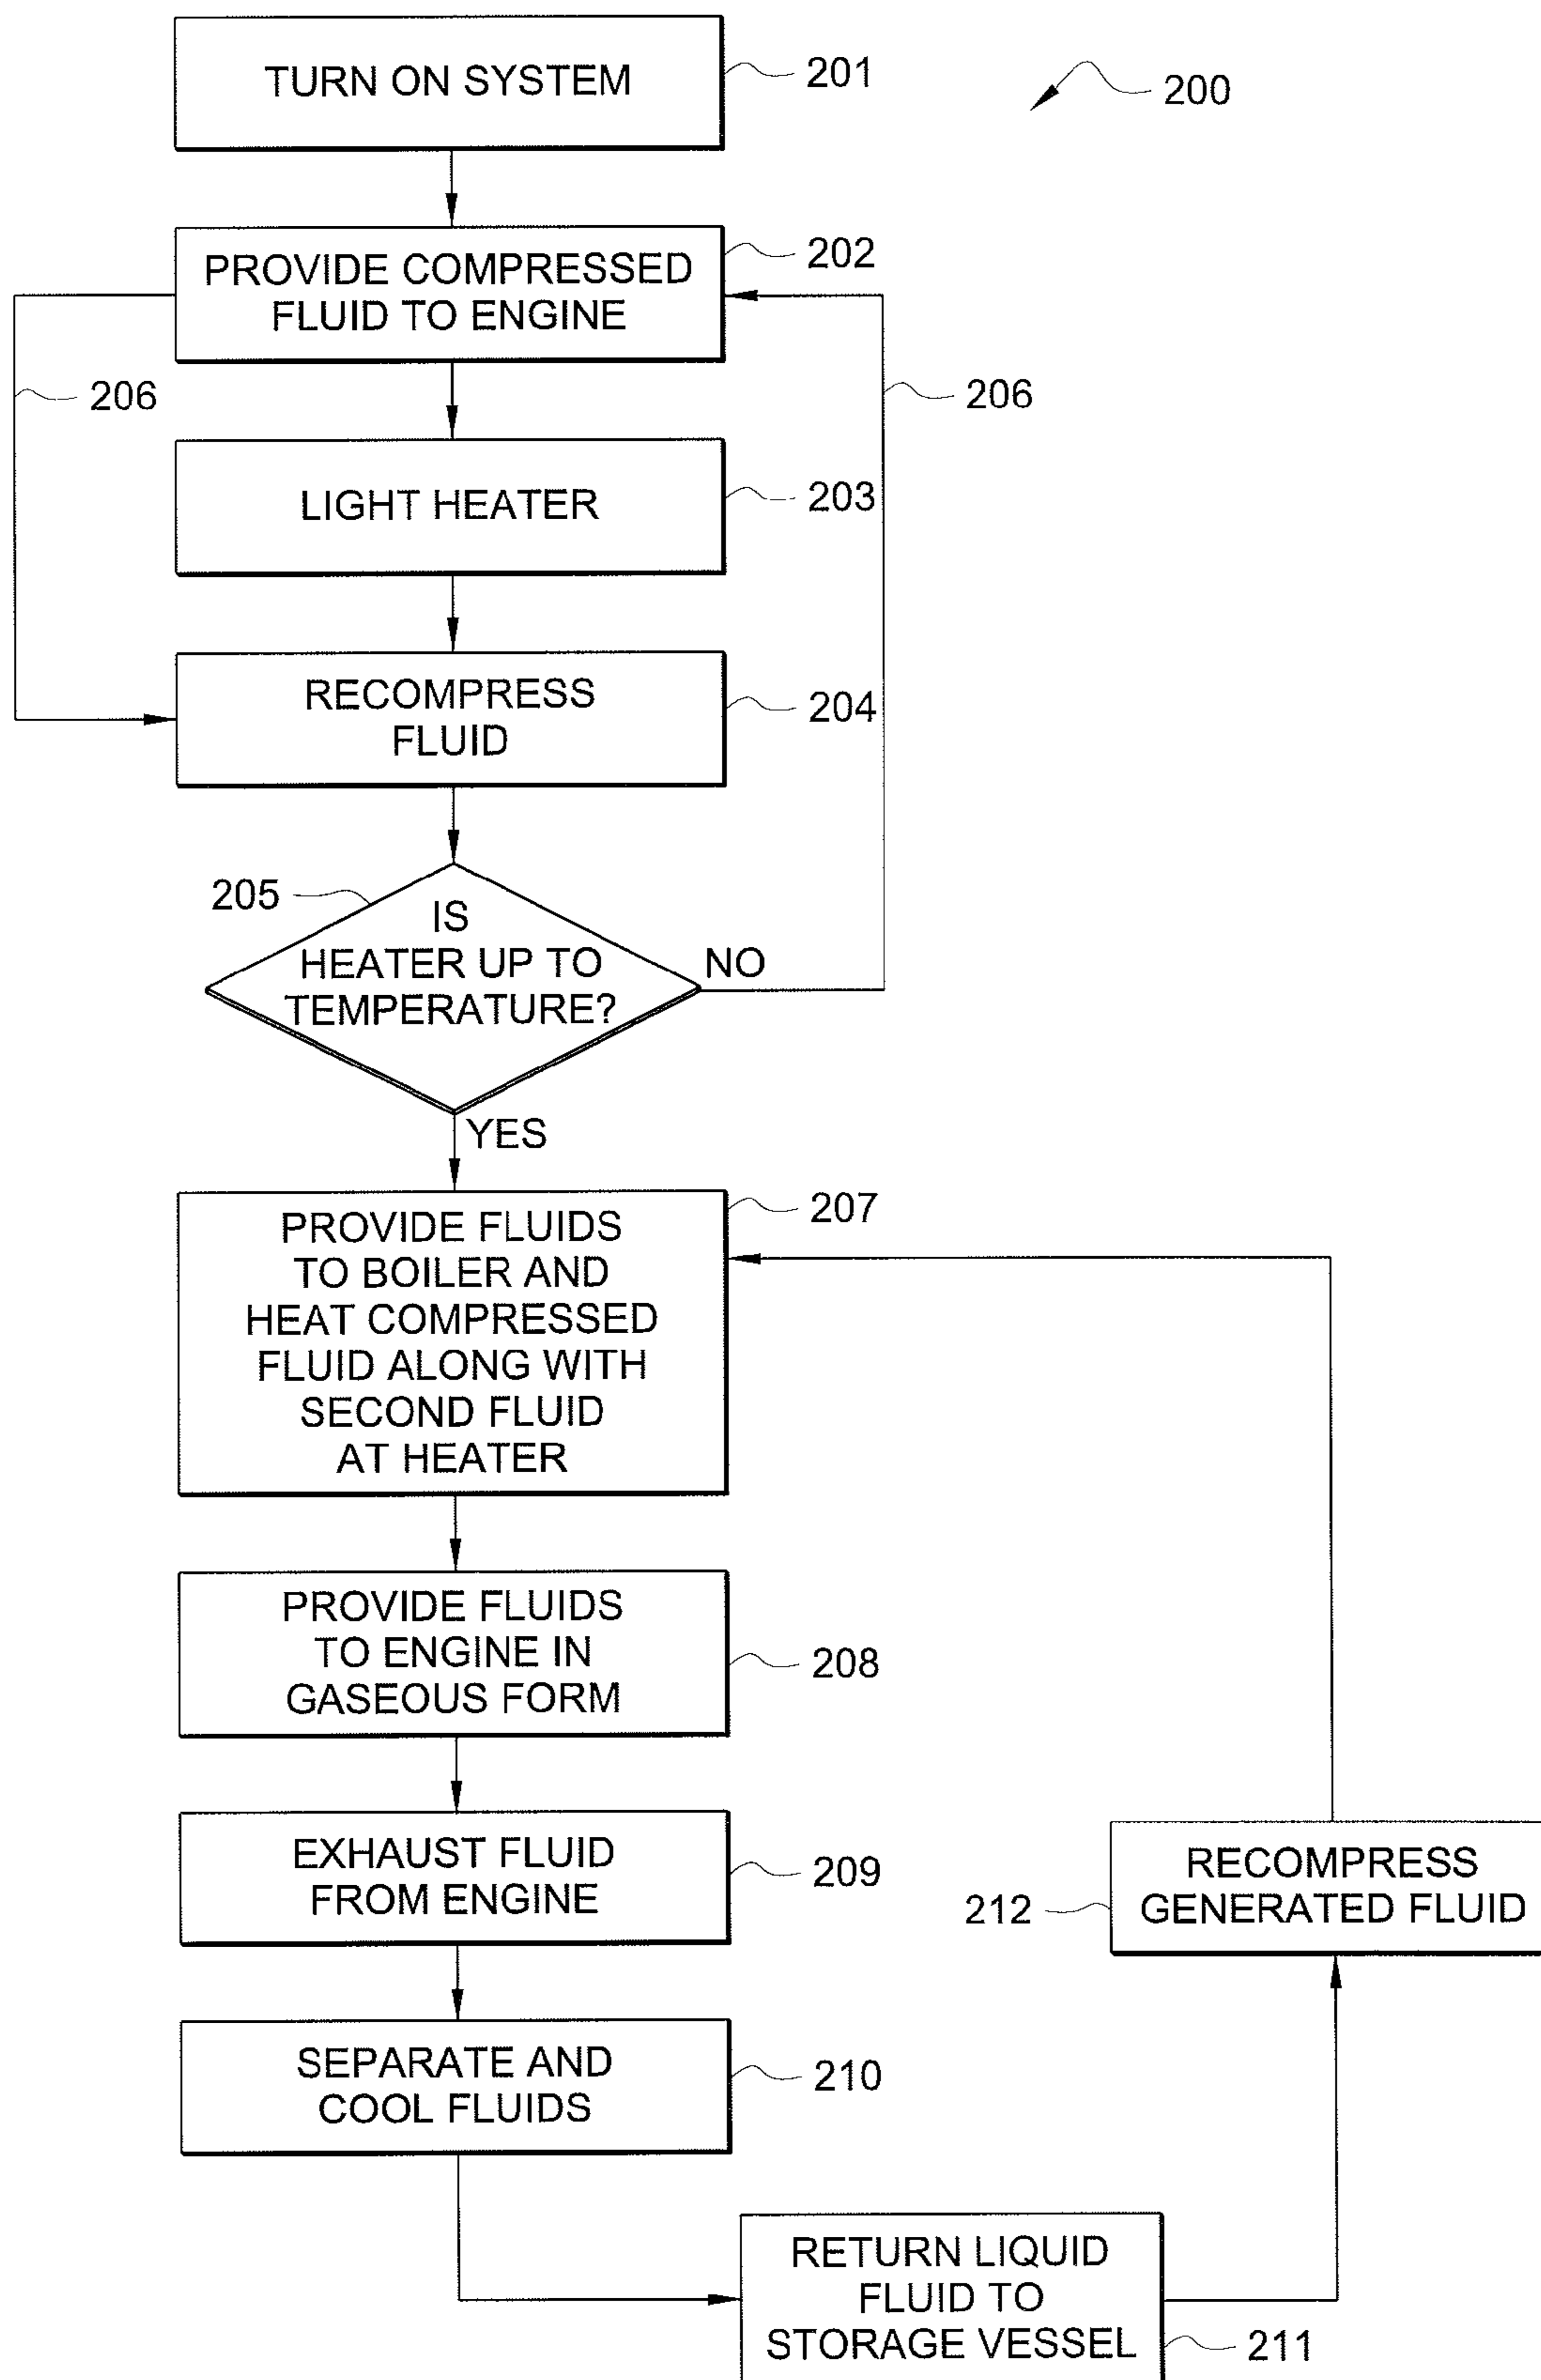 TURN ON SYSTEM
201
200
PROVIDE COMPRESSED
FLUID TO ENGINE
202
206
206
LIGHT HEATER
203
RECOMPRESS
FLUID
204
205
IS
HEATER UP TO
TEMPERATURE?
NO
YES
PROVIDE FLUIDS
TO BOILER AND
HEAT COMPRESSED
FLUID ALONG WITH
SECOND FLUID
AT HEATER
207
PROVIDE FLUIDS
TO ENGINE IN
GASEOUS FORM
208
EXHAUST FLUID
FROM ENGINE
209
RECOMPRESS
GENERATED FLUID
212
SEPARATE AND
COOL FLUIDS
210
RETURN LIQUID
FLUID TO
STORAGE VESSEL
211